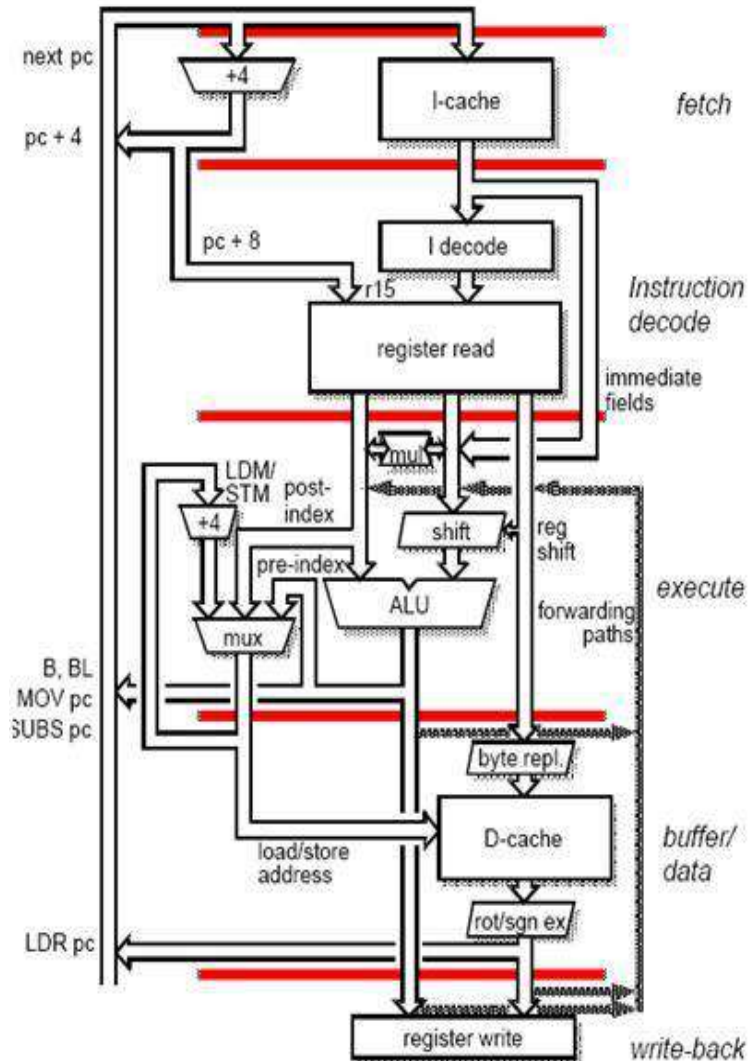 next pc
+4
I-cache
fetch
pc + 4
pc + 8
I decode
r15
Instruction
decode
register read
immediate
fields
mul
LDM/
STM
post-
index
+4
shift
reg
shift
pre-index
ALU
execute
forwarding
paths
mux
B, BL
MOV pc
SUBS pc
byte repl.
D-cache
buffer/
data
load/store
address
rot/sgn ex
LDR pc
register write
write-back